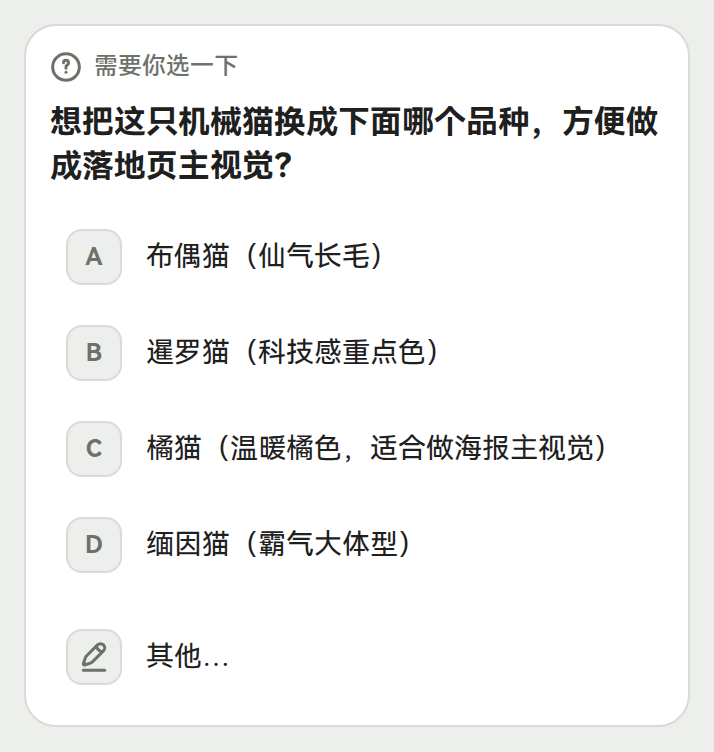 需要你选一下
想把这只机械猫换成下面哪个品种，方便做
成落地页主视觉？
A 布偶猫（仙气长毛）
B 暹罗猫（科技感重点色）
C 橘猫（温暖橘色，适合做海报主视觉）
D 缅因猫（霸气大体型）
其他…